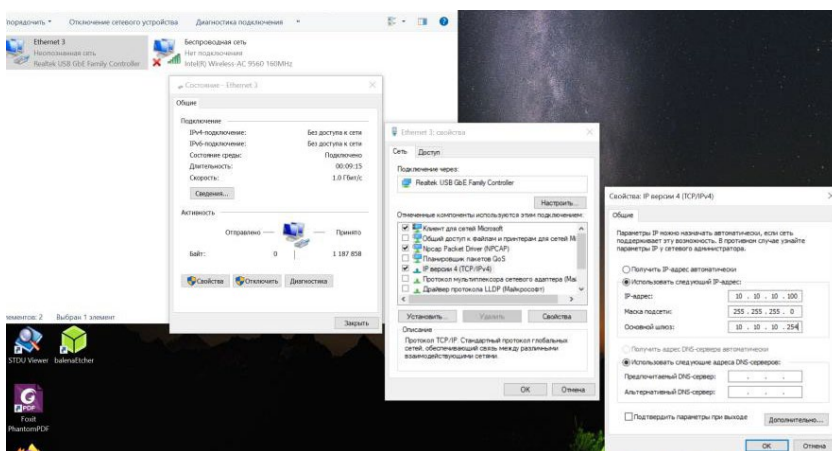 порядочить
Отключение сетевого устройства
Диагностика подключения
»
Ethernet 3
Неопознанная сеть
Realtek USB GbE Family Controller
Беспроводная сеть
Нет подключения
Intel(R) Wireless-AC 9560 160MHz
Состояние - Ethernet 3
Общие
Подключение
IPv4-подключение: Без доступа к сети
IPv6-подключение: Без доступа к сети
Состояние среды: Подключено
Длительность: 00:09:15
Скорость: 1.0 Гбит/с
Сведения...
Активность
Отправлено — — Принято
Байт: 0 1 187 858
Свойства
Отключить
Диагностика
Закрыть
ементов: 2
Выбран 1 элемент
STDU Viewer
balenaEtcher
PDF
Foxit
PhantomPDF
Ethernet 3: свойства
Сеть
Доступ
Подключение через:
Realtek USB GbE Family Controller
Настроить...
Отмеченные компоненты используются этим подключением:
Клиент для сетей Microsoft
Общий доступ к файлам и принтерам для сетей Mi
Npcap Packet Driver (NPCAP)
Планировщик пакетов QoS
IP версии 4 (TCP/IPv4)
Протокол мультиплексора сетевого адаптера (Май
Драйвер протокола LLDP (Майкрософт)
Установить...
Удалить
Свойства
Описание
Протокол TCP/IP. Стандартный протокол глобальных
сетей, обеспечивающий связь между различными
взаимодействующими сетями.
ОК
Отмена
Свойства: IP версии 4 (TCP/IPv4)
Общие
Параметры IP можно назначать автоматически, если сеть
поддерживает эту возможность. В противном случае узнайте
параметры IP у сетевого администратора.
Получить IP-адрес автоматически
Использовать следующий IP-адрес:
IP-адрес: 10 . 10 . 10 . 100
Маска подсети: 255 . 255 . 255 . 0
Основной шлюз: 10 . 10 . 10 . 254
Получить адрес DNS-сервера автоматически
Использовать следующие адреса DNS-серверов:
Предпочитаемый DNS-сервер: . . .
Альтернативный DNS-сервер: . . .
Подтвердить параметры при выходе
Дополнительно...
ОК
Отмена